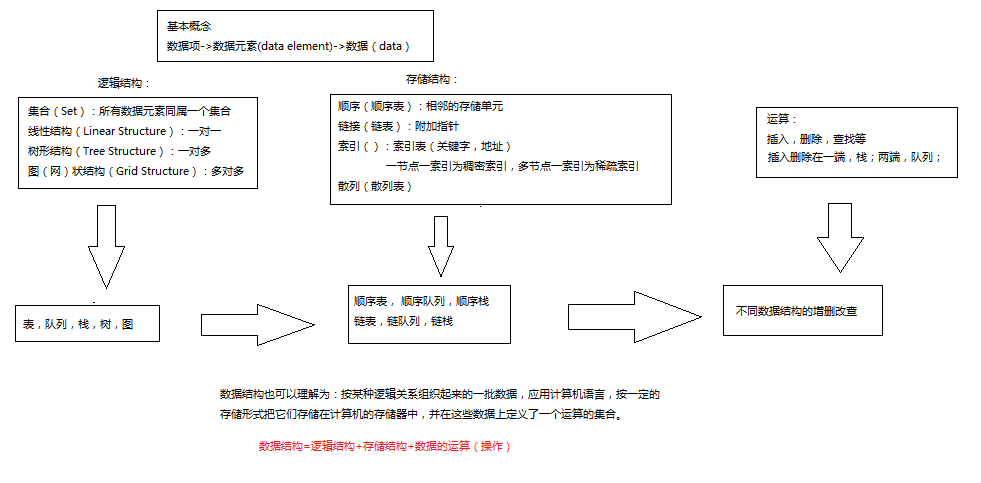 基本概念
数据项->数据元素(data element)->数据（data）
逻辑结构：
集合（Set）：所有数据元素同属一个集合
线性结构（Linear Structure）：一对一
树形结构（Tree Structure）：一对多
图（网）状结构（Grid Structure）：多对多
存储结构：
顺序（顺序表）：相邻的存储单元
链接（链表）：附加指针
索引（）：索引表（关键字，地址）
一节点一索引为稠密索引，多节点一索引为稀疏索引
散列（散列表）
运算：
插入，删除，查找等
插入删除在一端，栈；两端，队列；
表，队列，栈，树，图
顺序表， 顺序队列，顺序栈
链表，链队列，链栈
不同数据结构的增删改查
数据结构也可以理解为：按某种逻辑关系组织起来的一批数据，应用计算机语言，按一定的
存储形式把它们存储在计算机的存储器中，并在这些数据上定义了一个运算的集合。
数据结构=逻辑结构+存储结构+数据的运算（操作）